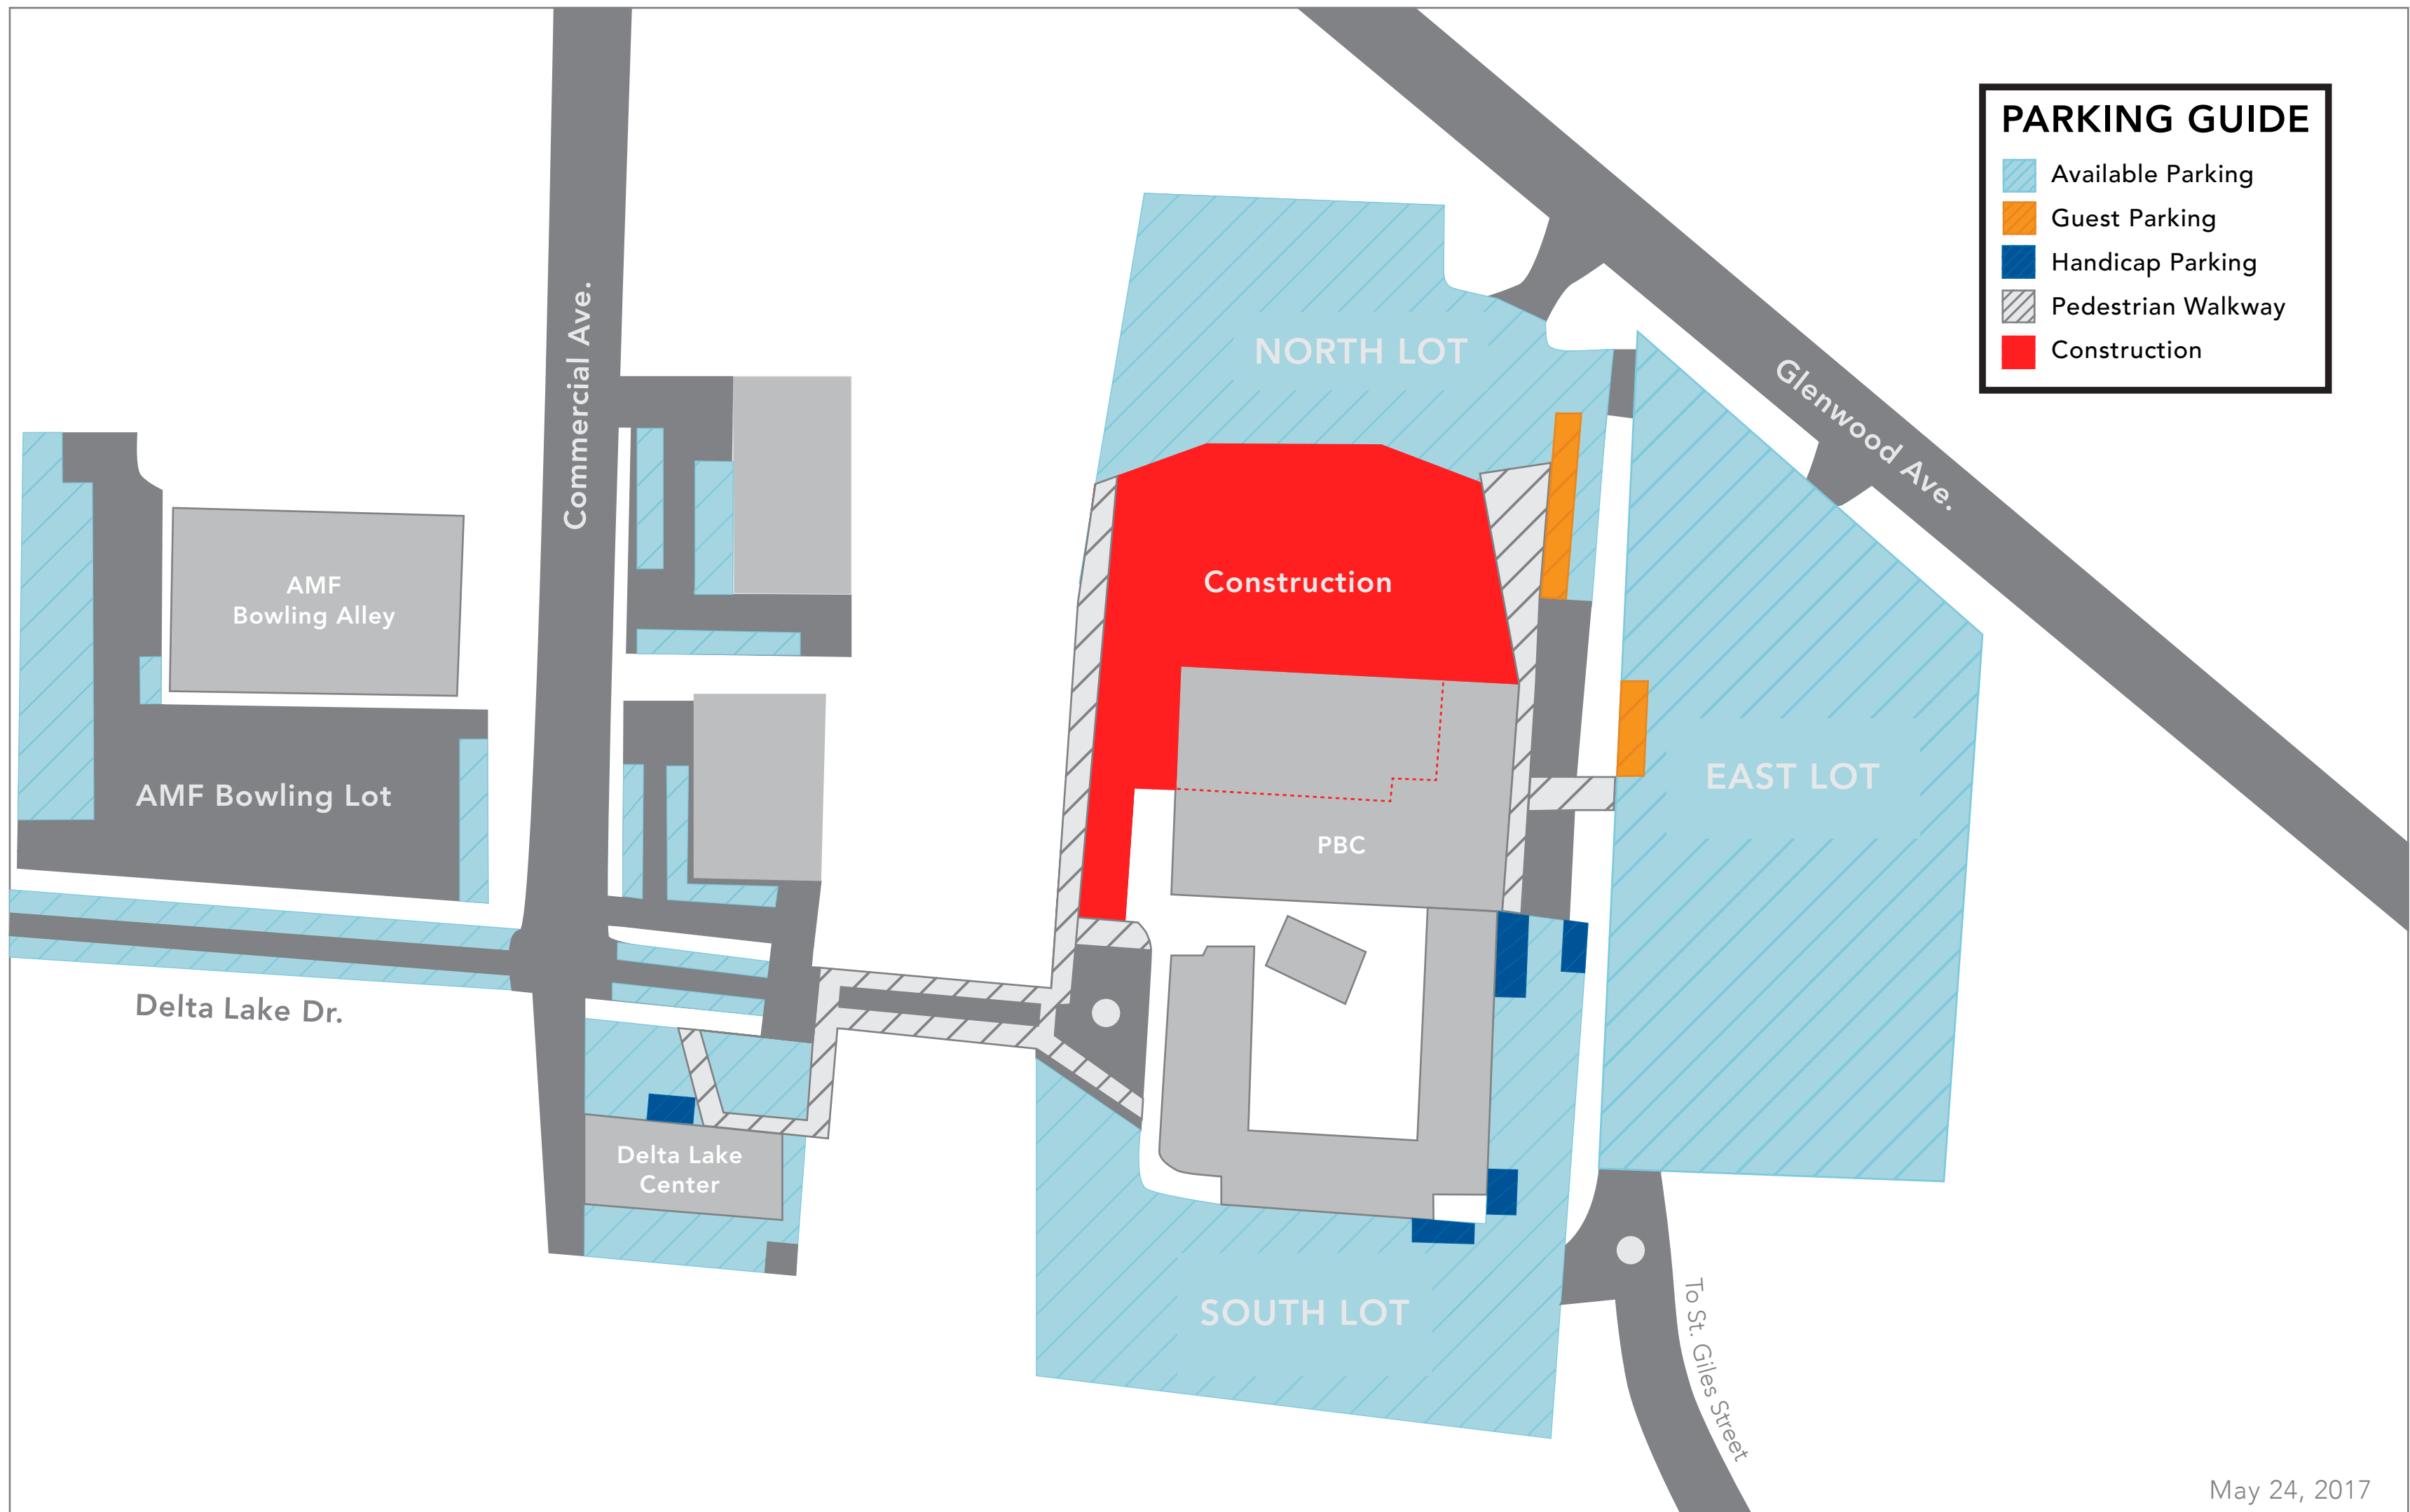 PARKING GUIDE
Available Parking
Guest Parking
Handicap Parking
Pedestrian Walkway
Construction
Commercial Ave.
Glenwood Ave.
NORTH LOT
AMF
Bowling Alley
Construction
AMF Bowling Lot
EAST LOT
PBC
Delta Lake Dr.
Delta Lake
Center
SOUTH LOT
To St. Giles Street
May 24, 2017